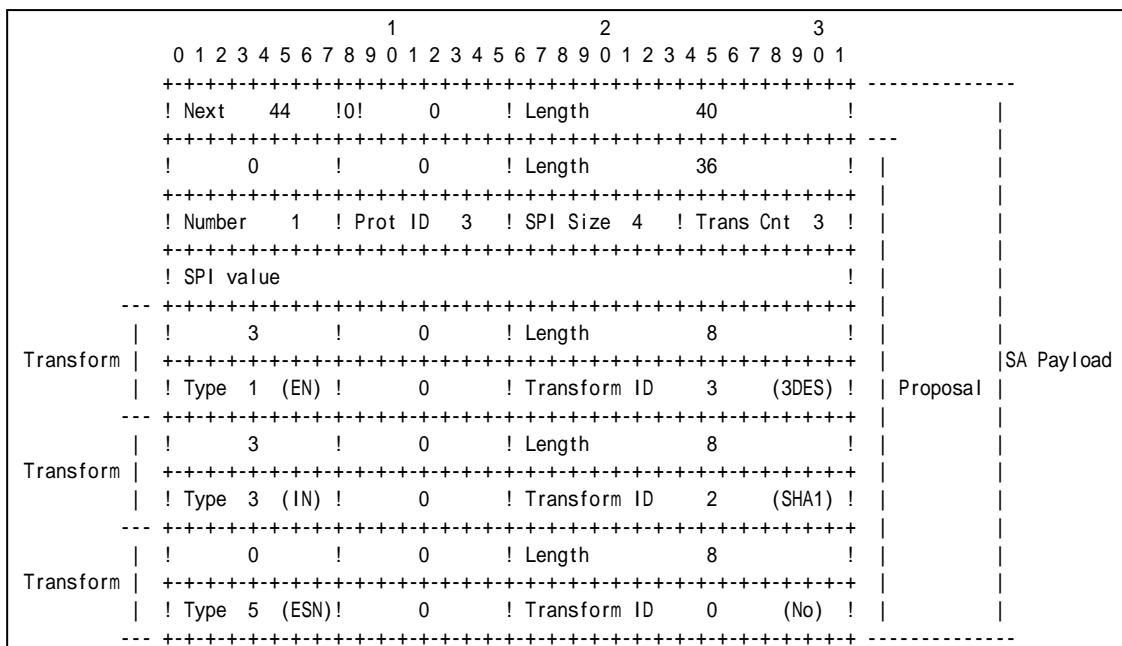 1                   2                   3
     0 1 2 3 4 5 6 7 8 9 0 1 2 3 4 5 6 7 8 9 0 1 2 3 4 5 6 7 8 9 0 1
    +-+-+-+-+-+-+-+-+-+-+-+-+-+-+-+-+-+-+-+-+-+-+-+-+-+-+-+-+-+-+-+-+ --------------
    ! Next    44    !0!      0      ! Length          40            !              |
    +-+-+-+-+-+-+-+-+-+-+-+-+-+-+-+-+-+-+-+-+-+-+-+-+-+-+-+-+-+-+-+-+ ---          |
    !       0       !       0       ! Length          36            !  |           |
    +-+-+-+-+-+-+-+-+-+-+-+-+-+-+-+-+-+-+-+-+-+-+-+-+-+-+-+-+-+-+-+-+  |           |
    ! Number    1   ! Prot ID   3   ! SPI Size  4   ! Trans Cnt  3  !  |           |
    +-+-+-+-+-+-+-+-+-+-+-+-+-+-+-+-+-+-+-+-+-+-+-+-+-+-+-+-+-+-+-+-+  |           |
    ! SPI value                                                     !  |           |
--- +-+-+-+-+-+-+-+-+-+-+-+-+-+-+-+-+-+-+-+-+-+-+-+-+-+-+-+-+-+-+-+-+  |           |
| !       3       !       0       ! Length          8             !  |           |
Transform | +-+-+-+-+-+-+-+-+-+-+-+-+-+-+-+-+-+-+-+-+-+-+-+-+-+-+-+-+-+-+-+-+  |           |SA Payload
| ! Type  1  (EN) !       0       ! Transform ID    3     (3DES)  !  | Proposal  |
--- +-+-+-+-+-+-+-+-+-+-+-+-+-+-+-+-+-+-+-+-+-+-+-+-+-+-+-+-+-+-+-+-+  |           |
| !       3       !       0       ! Length          8             !  |           |
Transform | +-+-+-+-+-+-+-+-+-+-+-+-+-+-+-+-+-+-+-+-+-+-+-+-+-+-+-+-+-+-+-+-+  |           |
| ! Type  3  (IN) !       0       ! Transform ID    2     (SHA1)  !  |           |
--- +-+-+-+-+-+-+-+-+-+-+-+-+-+-+-+-+-+-+-+-+-+-+-+-+-+-+-+-+-+-+-+-+  |           |
| !       0       !       0       ! Length          8             !  |           |
Transform | +-+-+-+-+-+-+-+-+-+-+-+-+-+-+-+-+-+-+-+-+-+-+-+-+-+-+-+-+-+-+-+-+  |           |
| ! Type  5  (ESN)!       0       ! Transform ID    0      (No)   !  |           |
--- +-+-+-+-+-+-+-+-+-+-+-+-+-+-+-+-+-+-+-+-+-+-+-+-+-+-+-+-+-+-+-+-+ --------------